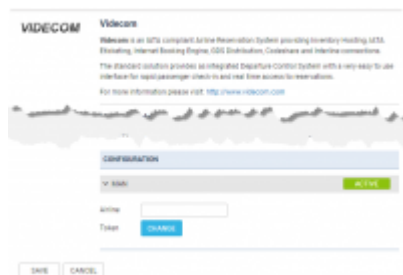 VIDECOM
Videcom
Videcom is an IATA compliant Airline Reservation System providing Inventory Hosting, IATA
Eticketing, Internet Booking Engine, GDS Distribution, Codeshare and Interline connections.
The standard solution provides an integrated Departure Control System with a very easy to use
interface for rapid passenger check-in and real time access to reservations.
For more information please visit: http://www.videcom.com
CONFIGURATION
Main
ACTIVE
Airline
Token
CHANGE
SAVE CANCEL